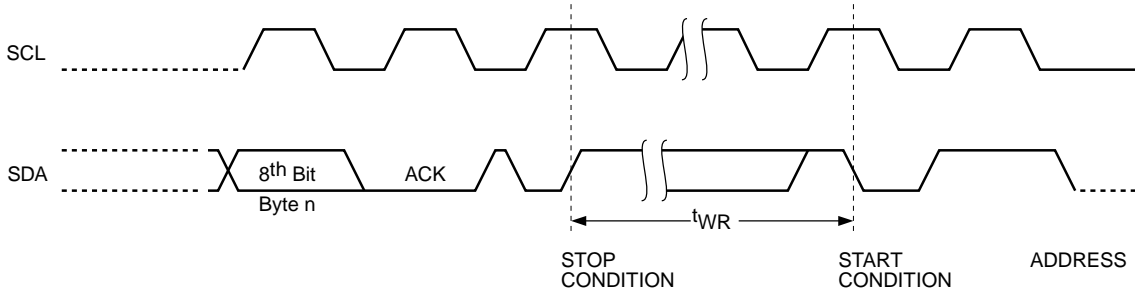 SCL
SDA
8th Bit
ACK
Byte n
tWR
STOP
CONDITION
START
CONDITION
ADDRESS